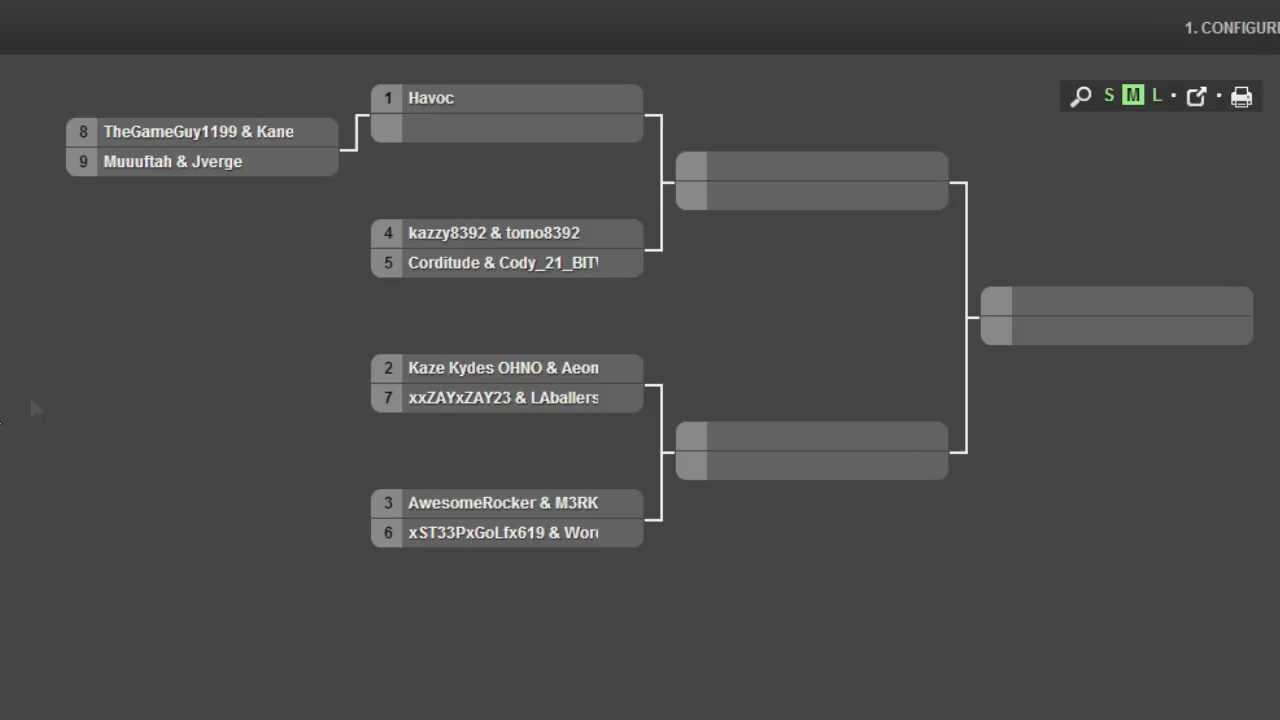 1. CONFIGUR
S M L
1 Havoc
8 TheGameGuy1199 & Kane
9 Muuuftah & Jverge
4 kazzy8392 & tomo8392
5 Corditude & Cody_21_BIT
2 Kaze Kydes OHNO & Aeon
7 xxZAYxZAY23 & LAballers
3 AwesomeRocker & M3RK
6 xST33PxGoLfx619 & Wor